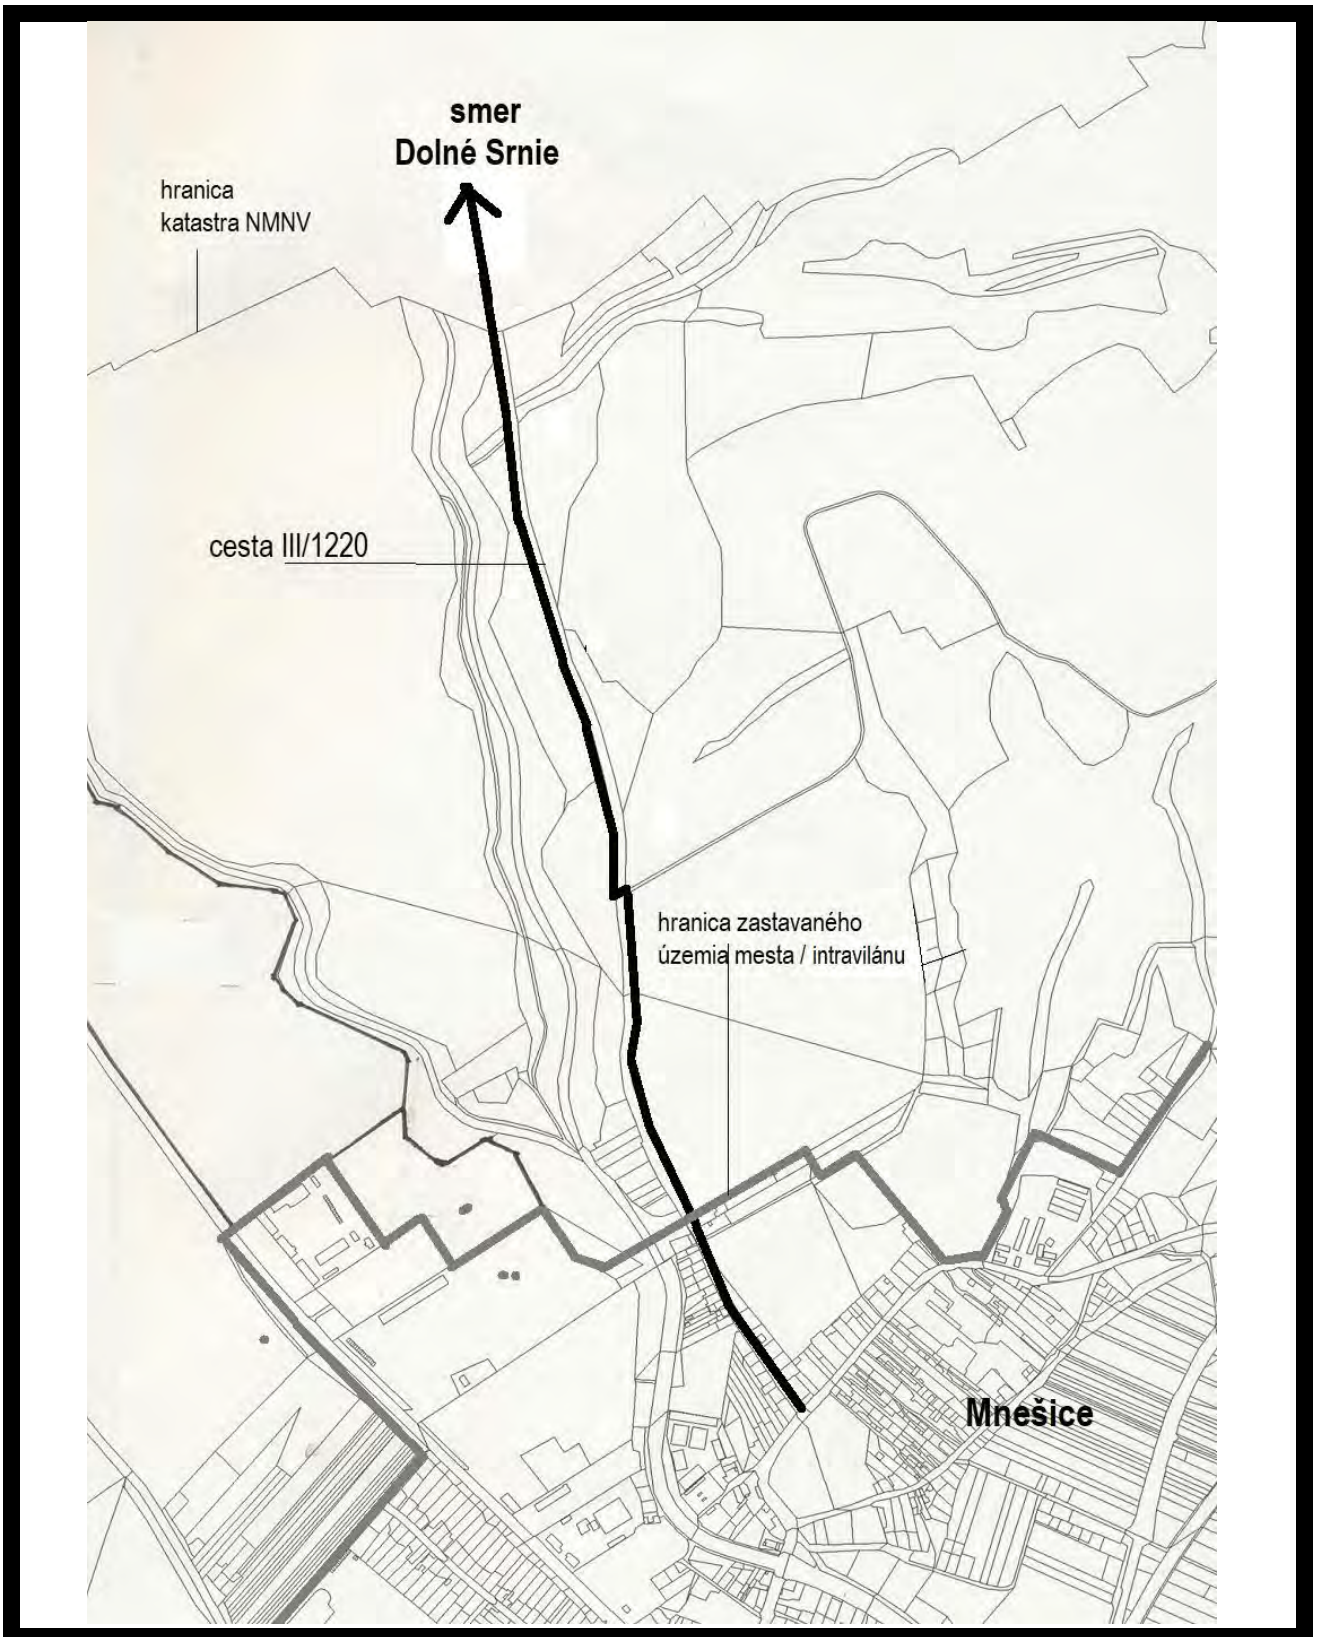 smer
Dolné Srnie
hranica
katastra NMNV
cesta III/1220
hranica zastavaného
územia mesta / intravilánu
Mnešice